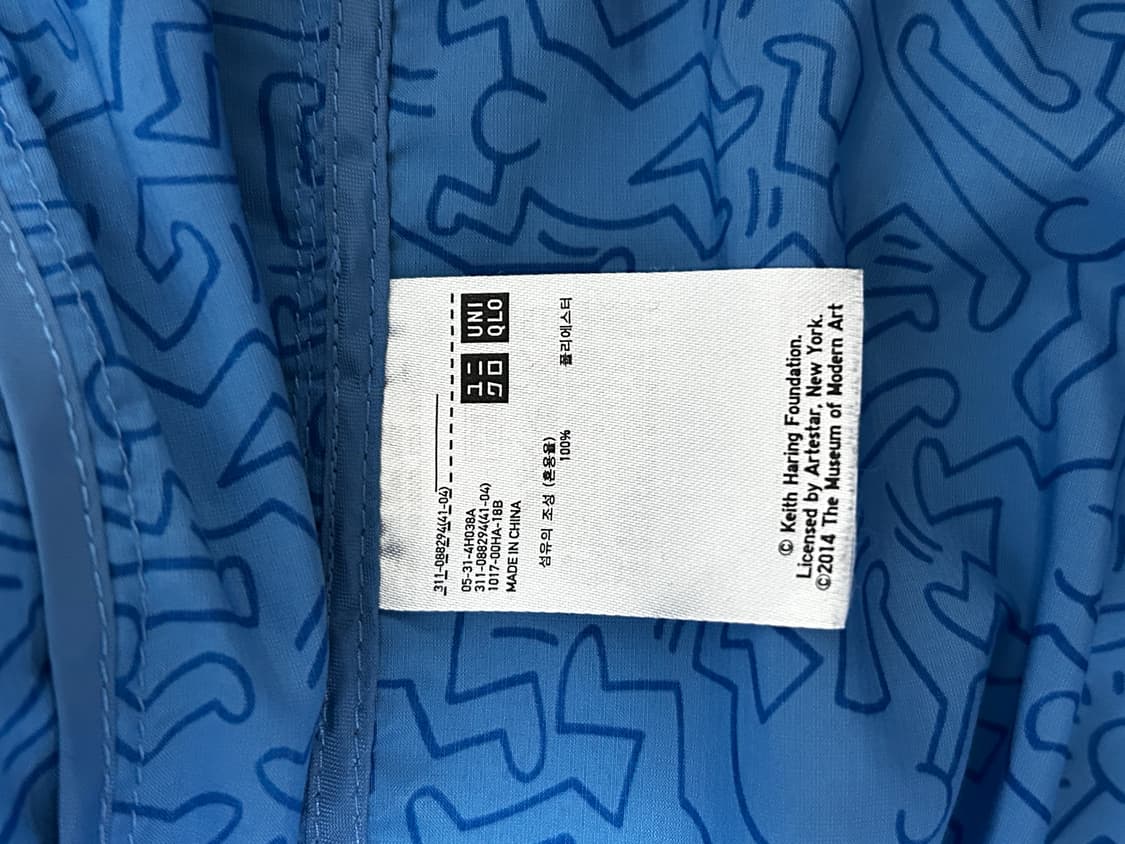 311-088294(41-04)
ユニ
クロ
UNI
QLO
05-31-4H038A
311-088294(41-04)
1017-00HA-18B
MADE IN CHINA
섬유의 조성 (혼용율)
100% 폴리에스터
© Keith Haring Foundation.
Licensed by Artestar, New York.
©2014 The Museum of Modern Art